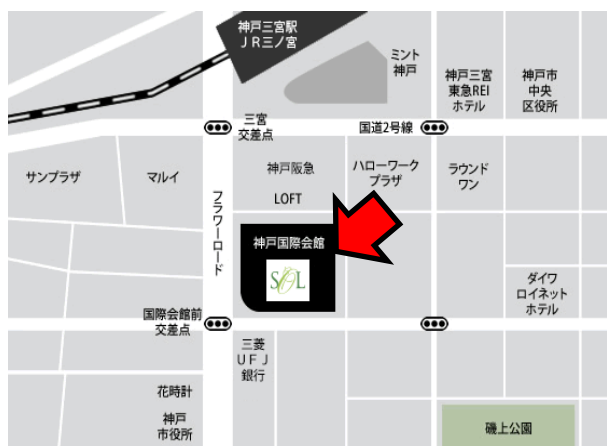 神戸三宮駅
ＪＲ三ノ宮
ミント
神戸
神戸三宮
東急REI
ホテル
神戸市
中央
区役所
三宮
交差点
国道2号線
サンプラザ
マルイ
神戸阪急
LOFT
ハローワーク
プラザ
ラウンド
ワン
フラワーロード
神戸国際会館
SOL
ダイワ
ロイネット
ホテル
国際会館前
交差点
三菱
ＵＦＪ
銀行
花時計
神戸
市役所
磯上公園